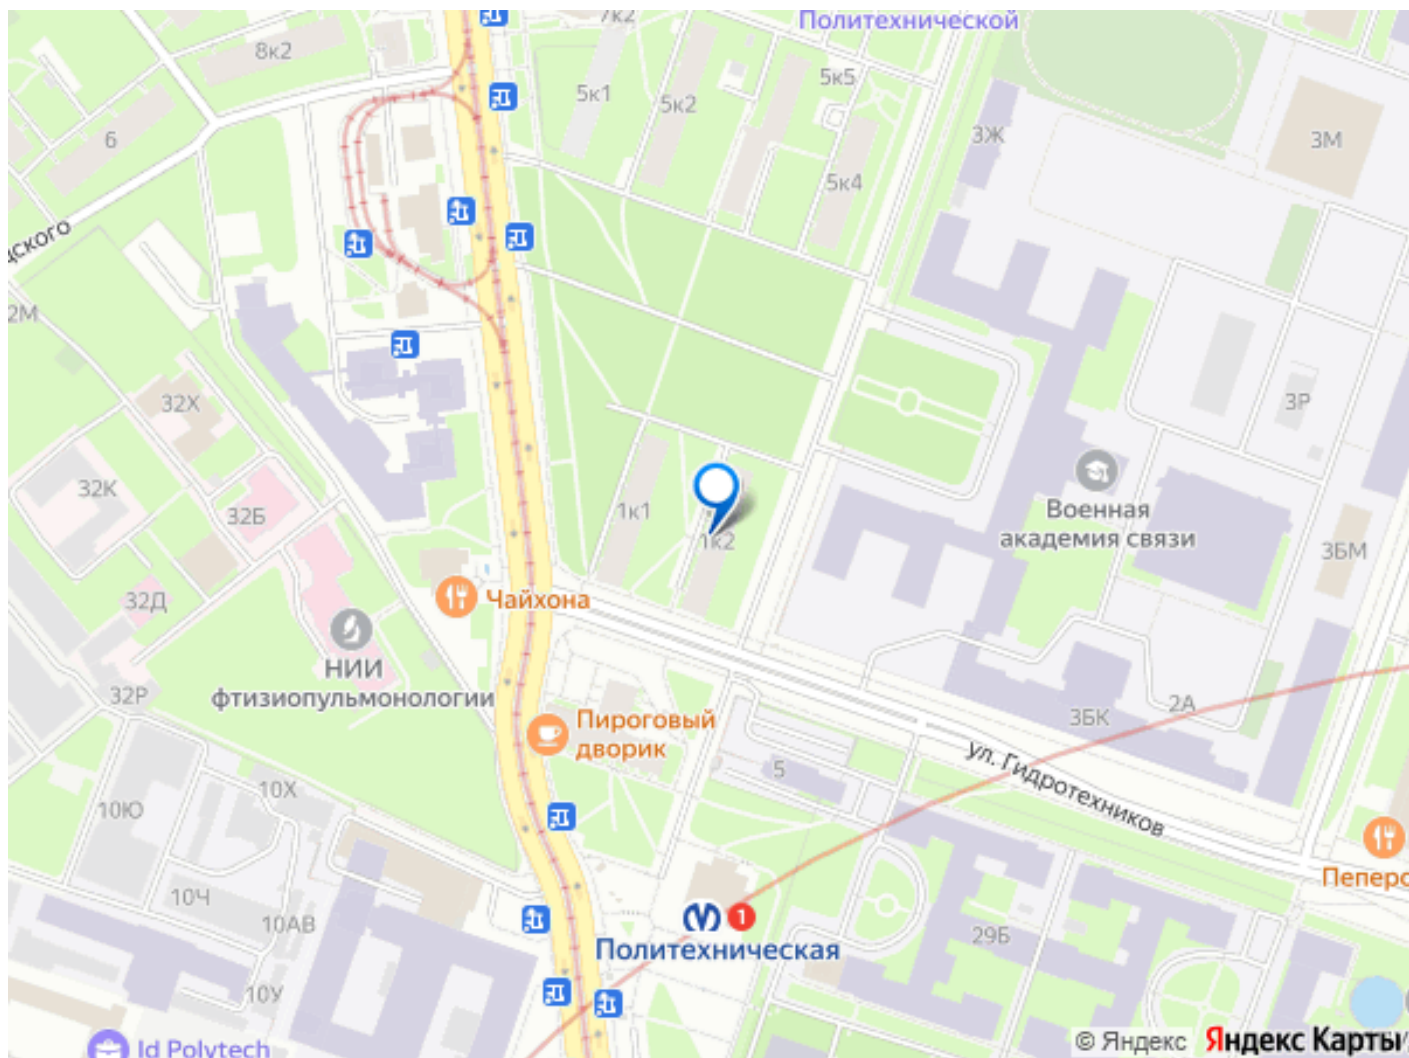 7к2
Политехнической
8к2
5к1
5к2
5к5
5к4
3Ж
3М
6
дского
2М
32Х
3Р
32К
32Б
1к1
1к2
Военная
академия связи
3БМ
32Д
Чайхона
НИИ
фтизиопульмонологии
32Р
Пироговый
дворик
3БК
2А
5
ул. Гидротехников
10Х
10Ю
10Ч
10АВ
10У
1
Политехническая
29Б
Пеперо
Id Polytech
© Яндекс
Яндекс Карты